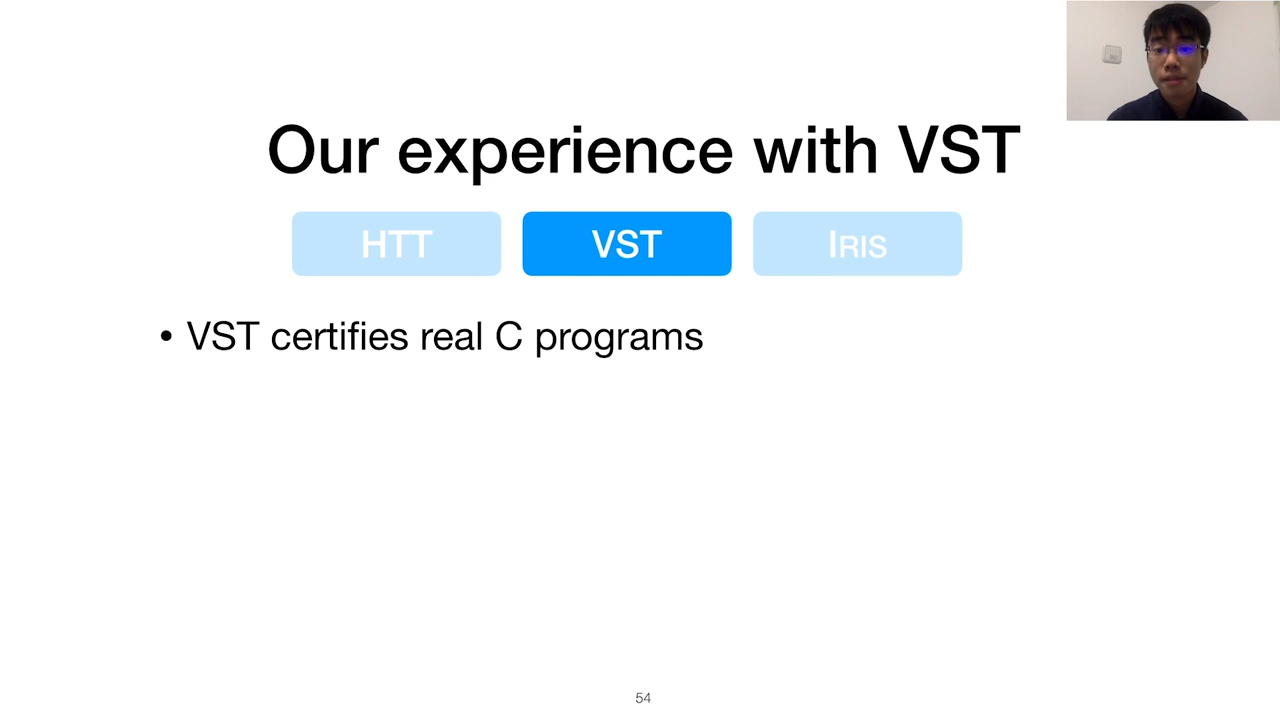 Our experience with VST
HTT VST IRIS
• VST certifies real C programs
54